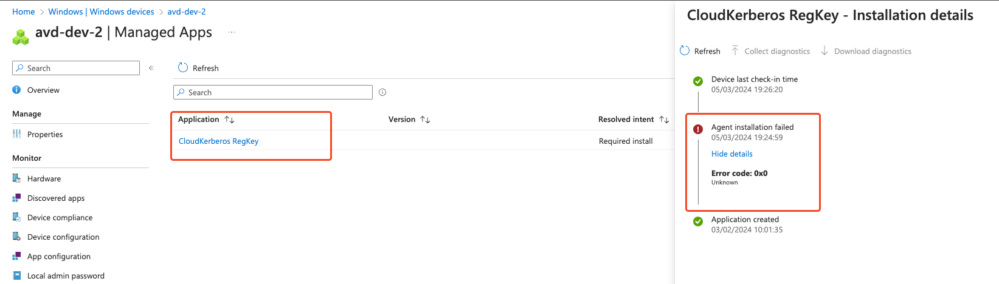 Home > Windows | Windows devices > avd-dev-2
avd-dev-2 | Managed Apps ...
Search «
Overview
Manage
Properties
Monitor
Hardware
Discovered apps
Device compliance
Device configuration
App configuration
Local admin password
Refresh
Search
Application Version Resolved intent
CloudKerberos RegKey Required install
CloudKerberos RegKey - Installation details
Refresh Collect diagnostics Download diagnostics
Device last check-in time
05/03/2024 19:26:20
Agent installation failed
05/03/2024 19:24:59
Hide details
Error code: 0x0
Unknown
Application created
03/02/2024 10:01:35